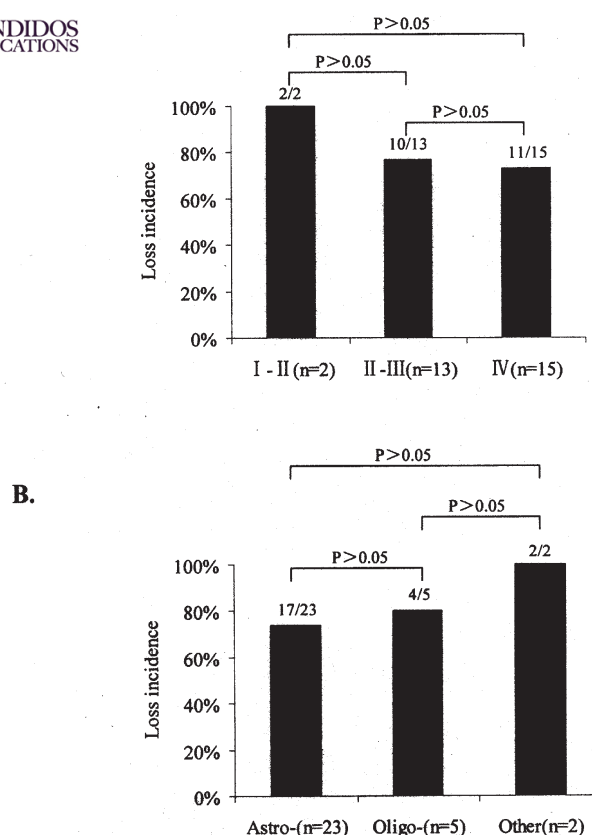 NDIDOS
CATIONS
P>0.05
P>0.05
2/2
P>0.05
100%
10/13
11/15
80%
60%
40%
20%
0%
Loss incidence
I - II (n=2) II -III(n=13) IV(n=15)
B.
P>0.05
P>0.05
P>0.05
2/2
100%
4/5
17/23
80%
60%
40%
20%
0%
Loss incidence
Astro-(n=23) Oligo-(n=5) Other(n=2)